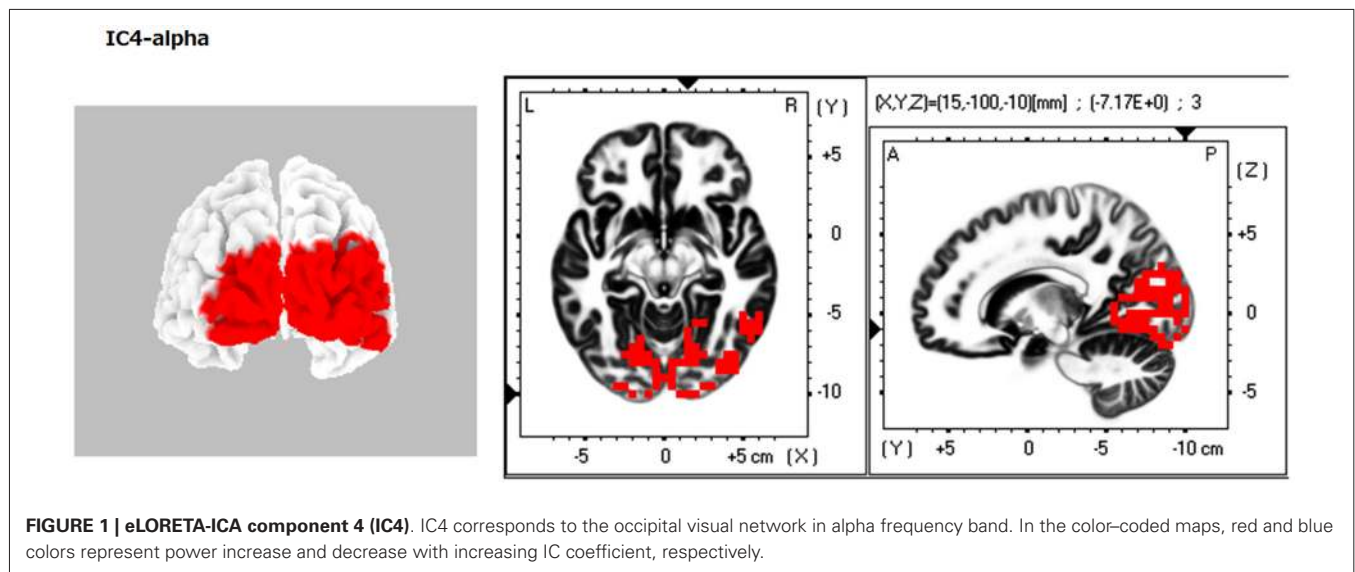 IC4-alpha
L R (Y)
+5
0
-5
-10
-5 0 +5 cm (X)
(X,Y,Z)=(15,-100,-10)[mm] ; (-7.17E+0) ; 3
A P (Z)
+5
0
-5
(Y) +5 0 -5 -10 cm
FIGURE 1 | eLORETA-ICA component 4 (IC4). IC4 corresponds to the occipital visual network in alpha frequency band. In the color–coded maps, red and blue
colors represent power increase and decrease with increasing IC coefficient, respectively.